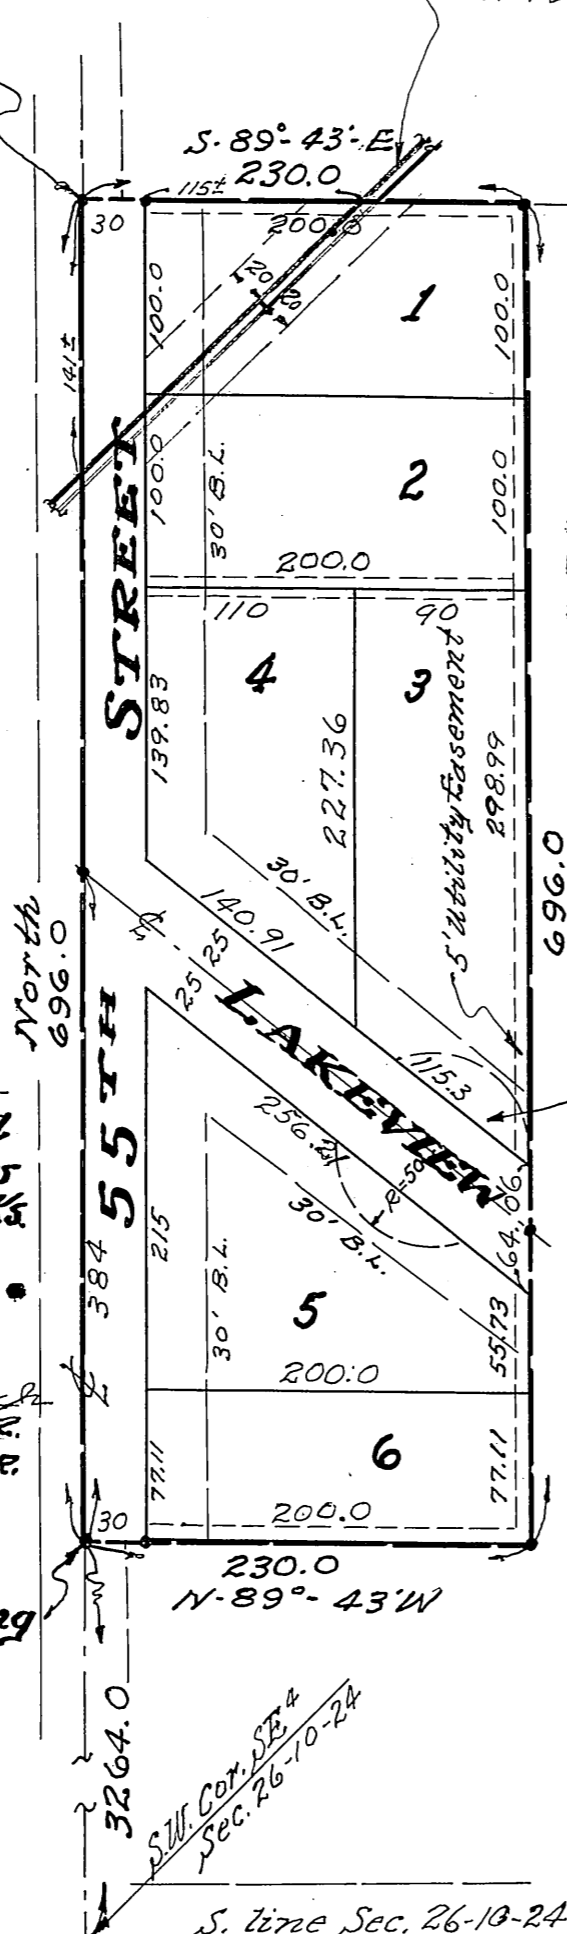 S-89°-43'-E
230.0
115±
30
200.0
20
20
100.0
100.0
1
141±
100.0
100.0
2
30' B.L.
200.0
110
90
STREET
4
3
139.83
227.36
5' Utility Easement
298.99
30' B.L.
140.91
25
25
North
696.0
696.0
LAKEVIEW
115.3
55TH
256.21
R=50'
64.06
30' B.L.
384
215
30' B.L.
5
55.73
200.0
6
77.11
77.11
30
200.0
230.0
N-89°-43'W
3264.0
S.W. Cor. SE⁴
Sec. 26-10-24
S. line Sec. 26-10-24